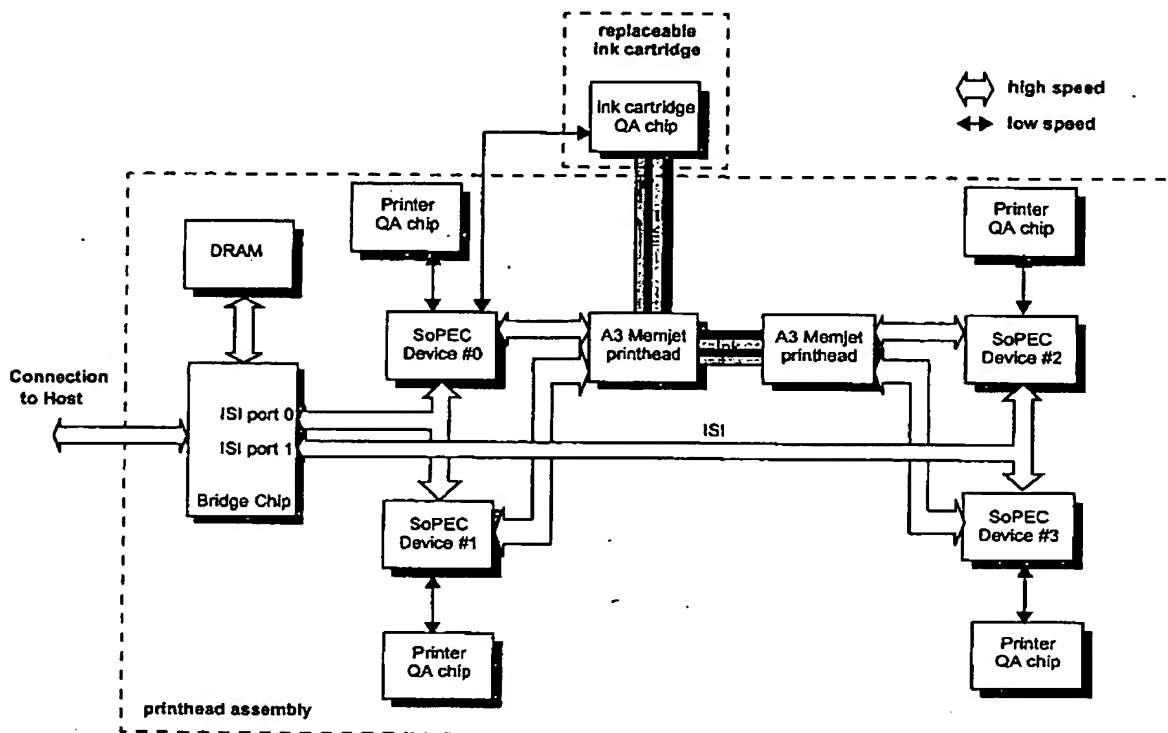 replaceable
ink cartridge
Ink cartridge
QA chip
high speed
low speed
Printer
QA chip
Printer
QA chip
DRAM
SoPEC
Device #0
A3 Memjet
printhead
Ink
A3 Memjet
printhead
SoPEC
Device #2
Connection
to Host
ISI port 0
ISI port 1
Bridge Chip
ISI
SoPEC
Device #1
SoPEC
Device #3
Printer
QA chip
Printer
QA chip
printhead assembly